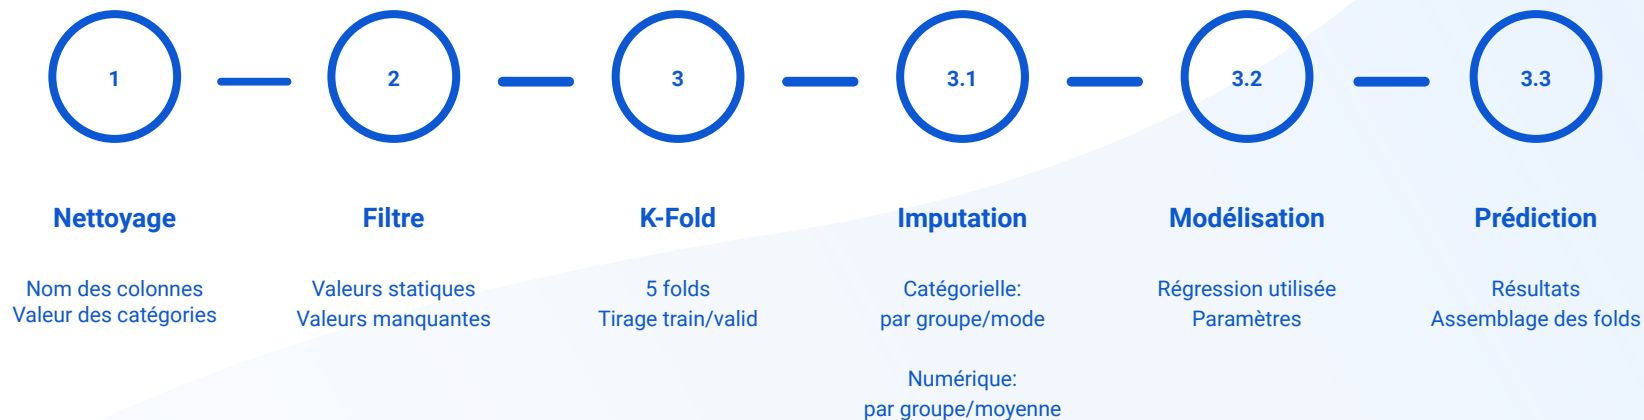 1
2
3
3.1
3.2
3.3
Nettoyage
Filtre
K-Fold
Imputation
Modélisation
Prédiction
Nom des colonnes
Valeur des catégories
Valeurs statiques
Valeurs manquantes
5 folds
Tirage train/valid
Catégorielle:
par groupe/mode
Numérique:
par groupe/moyenne
Régression utilisée
Paramètres
Résultats
Assemblage des folds